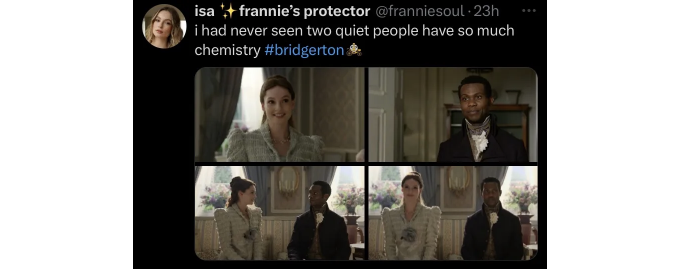 isa ✨ frannie's protector @franniesoul · 23h
i had never seen two quiet people have so much
chemistry #bridgerton